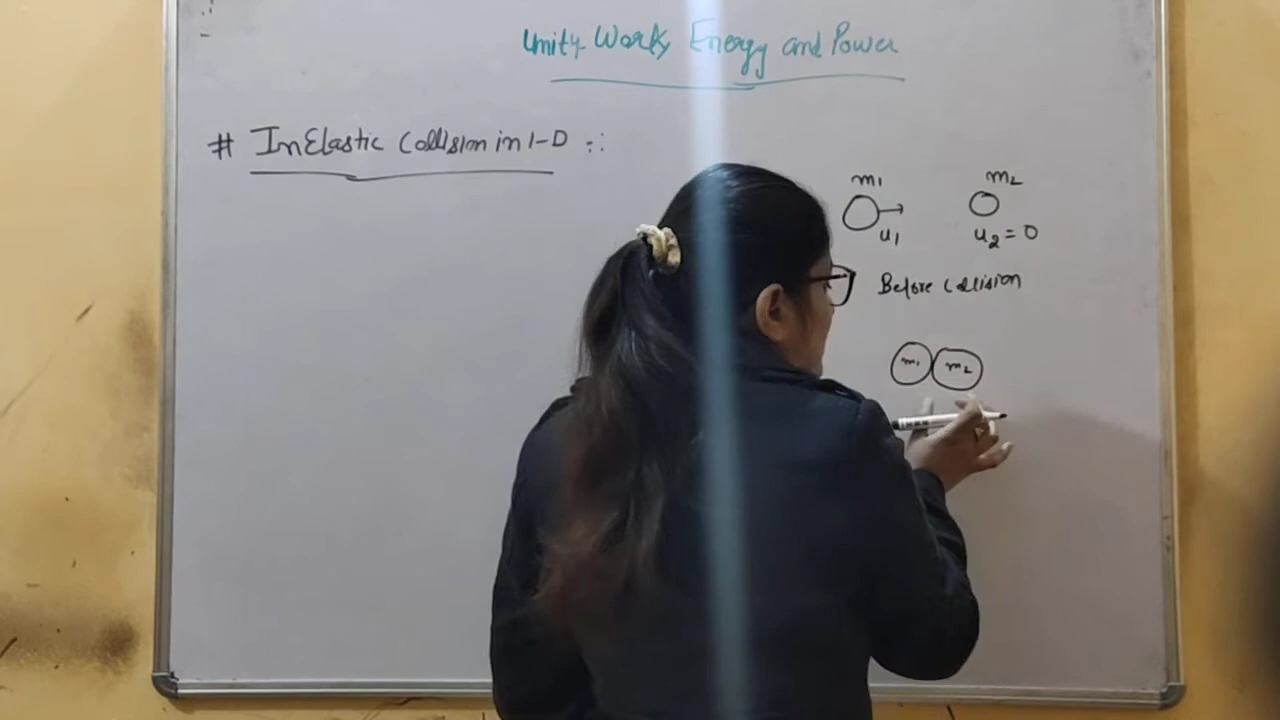 Unit 4 Work, Energy and Power
# InElastic Collision in 1-D :-
m1 m2
u1 u2 = 0
Before Collision
m1 m2